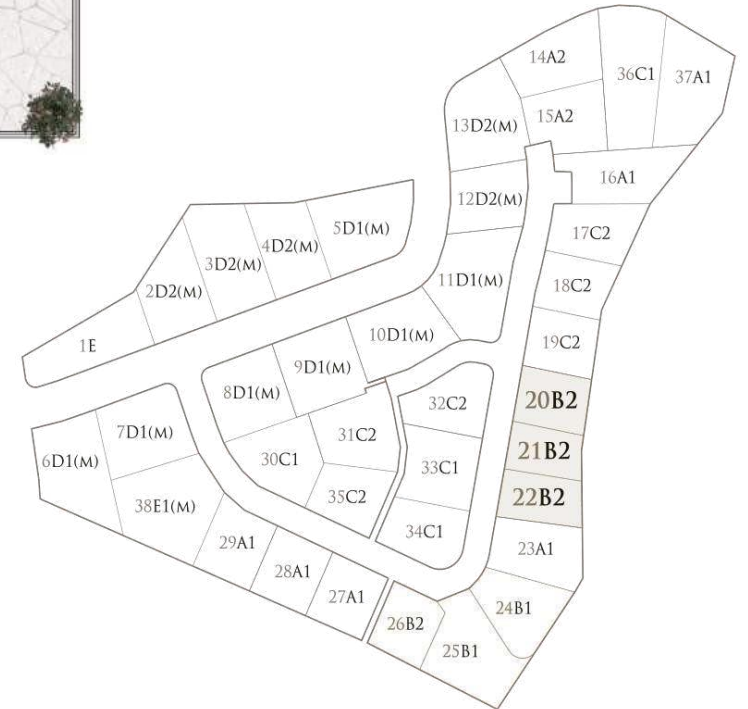 14A2
36C1
37A1
15A2
13D2(M)
16A1
12D2(M)
5D1(M)
17C2
4D2(M)
3D2(M)
11D1(M)
18C2
2D2(M)
10D1(M)
19C2
1E
9D1(M)
8D1(M)
32C2
20B2
7D1(M)
31C2
21B2
6D1(M)
30C1
33C1
35C2
22B2
38E1(M)
34C1
29A1
23A1
28A1
27A1
24B1
26B2
25B1